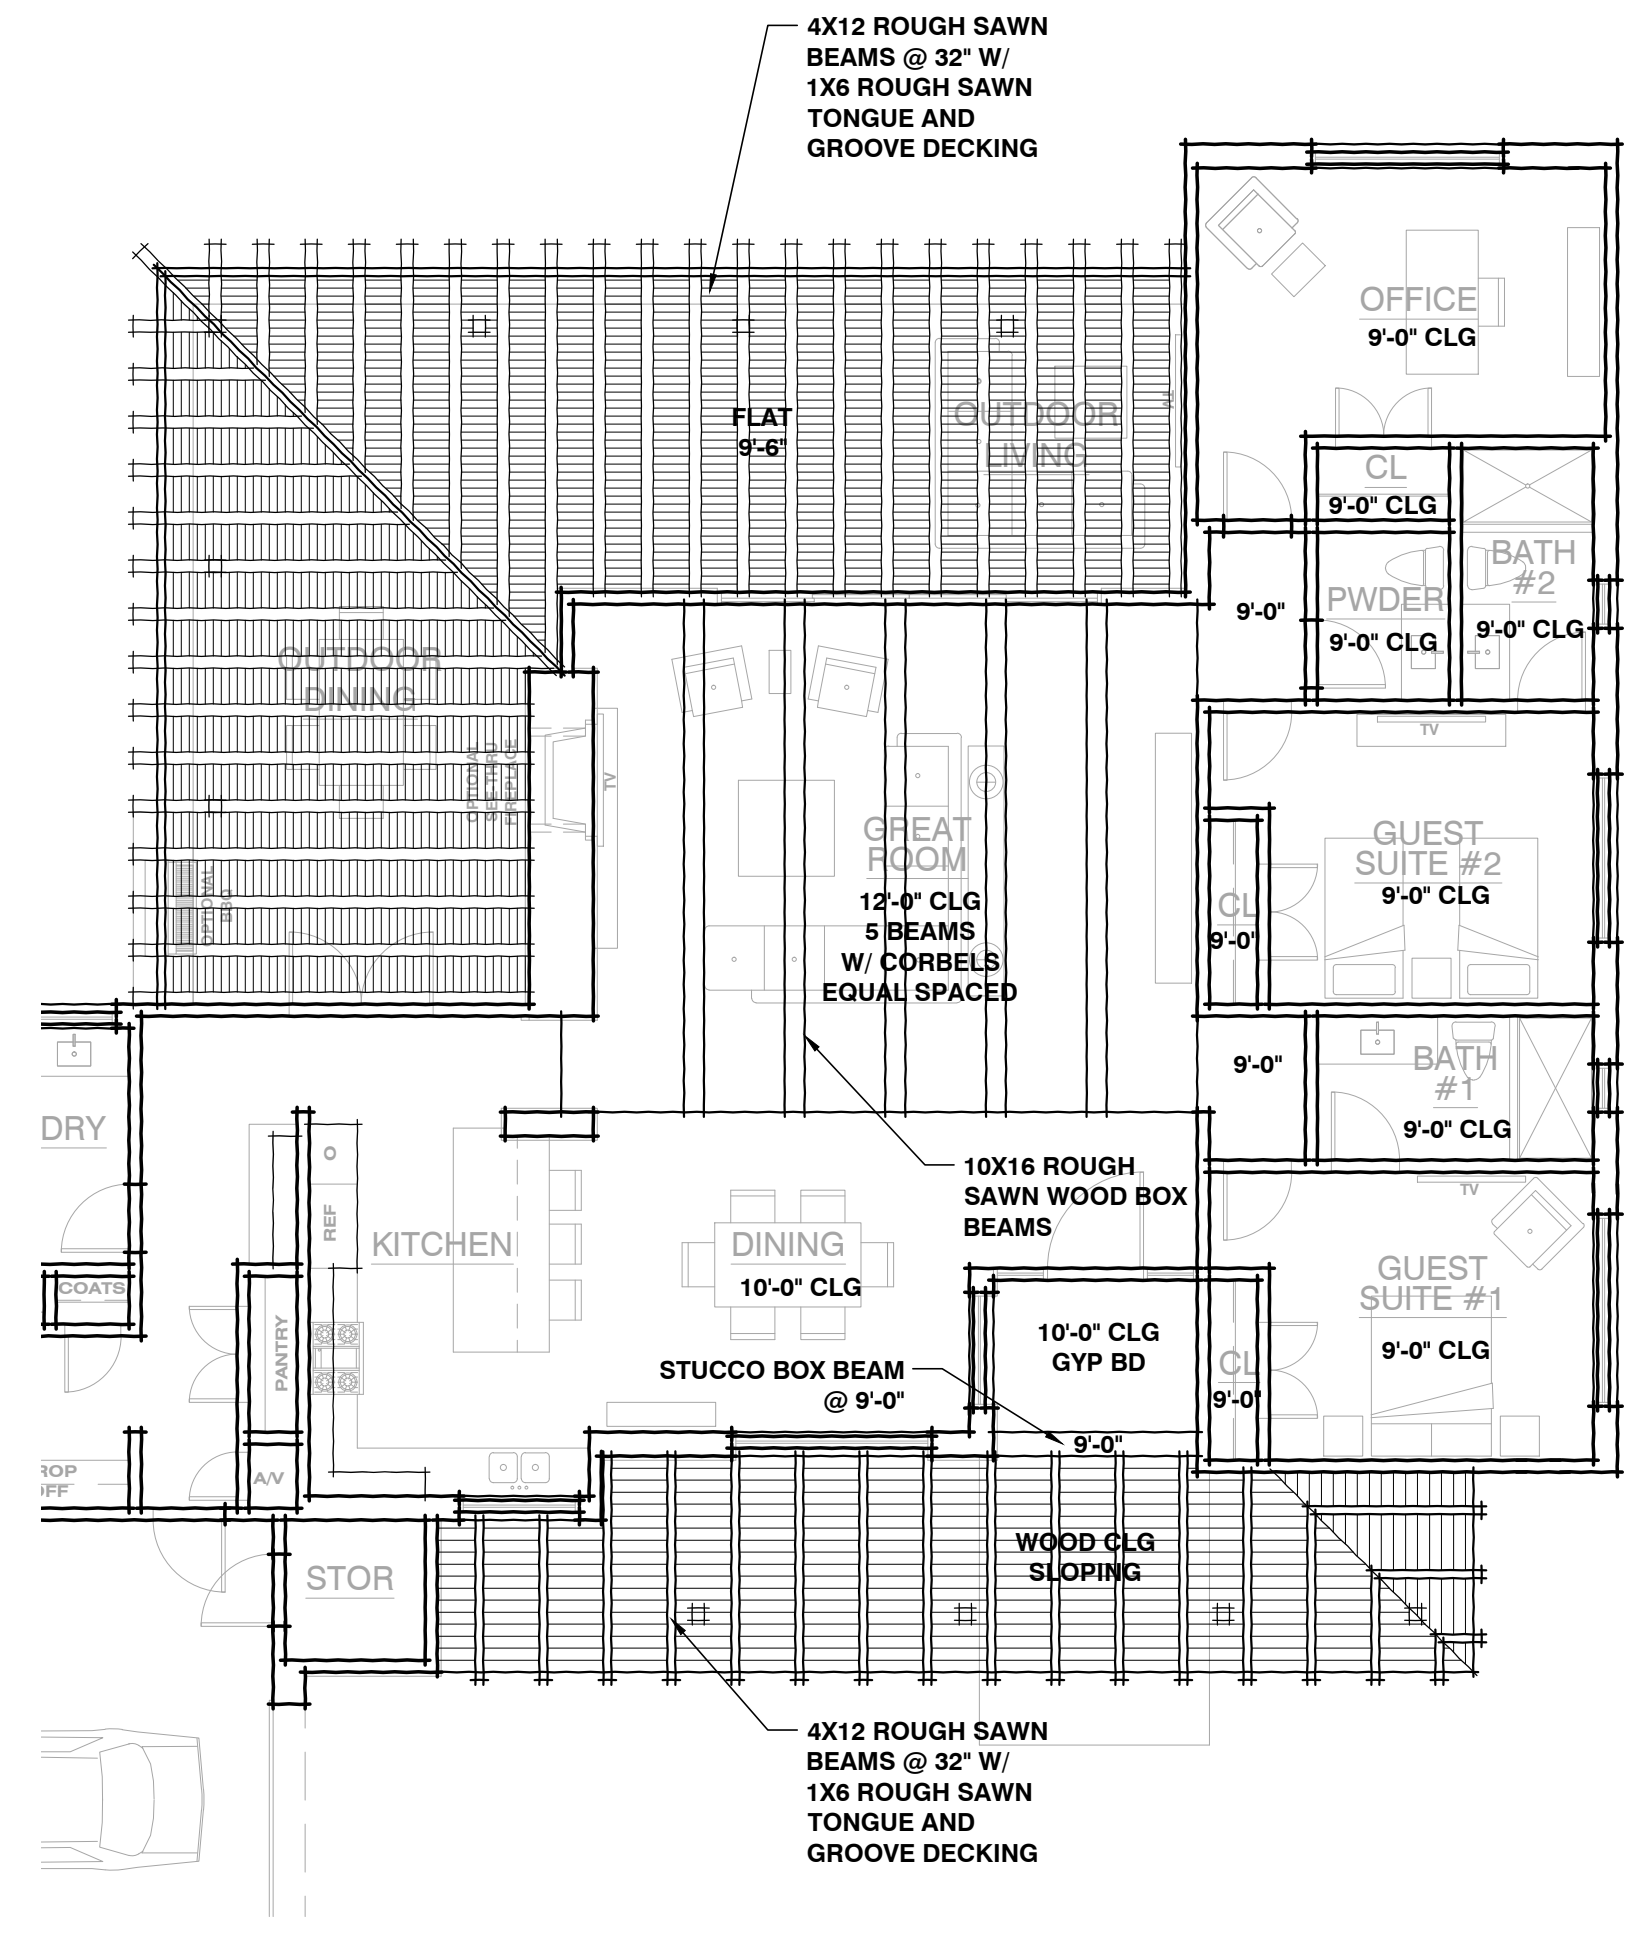 4X12 ROUGH SAWN
BEAMS @ 32" W/
1X6 ROUGH SAWN
TONGUE AND
GROOVE DECKING
OFFICE
9'-0" CLG
TV
FLAT
9'-6"
OUTDOOR
LIVING
CL
9'-0" CLG
BATH
#2
9'-0" CLG
PWDER
9'-0" CLG
9'-0"
OUTDOOR
DINING
OPTIONAL
SEE-THRU
FIREPLACE
TV
TV
GREAT
ROOM
12'-0" CLG
5 BEAMS
W/ CORBELS
EQUAL SPACED
GUEST
SUITE #2
9'-0" CLG
CL
9'-0"
OPTIONAL
BBQ
9'-0"
BATH
#1
9'-0" CLG
DRY
O
REF
KITCHEN
DINING
10'-0" CLG
10X16 ROUGH
SAWN WOOD BOX
BEAMS
TV
GUEST
SUITE #1
9'-0" CLG
COATS
PANTRY
10'-0" CLG
GYP BD
STUCCO BOX BEAM
@ 9'-0"
CL
9'-0"
9'-0"
ROP
OFF
A/V
STOR
WOOD CLG
SLOPING
4X12 ROUGH SAWN
BEAMS @ 32" W/
1X6 ROUGH SAWN
TONGUE AND
GROOVE DECKING